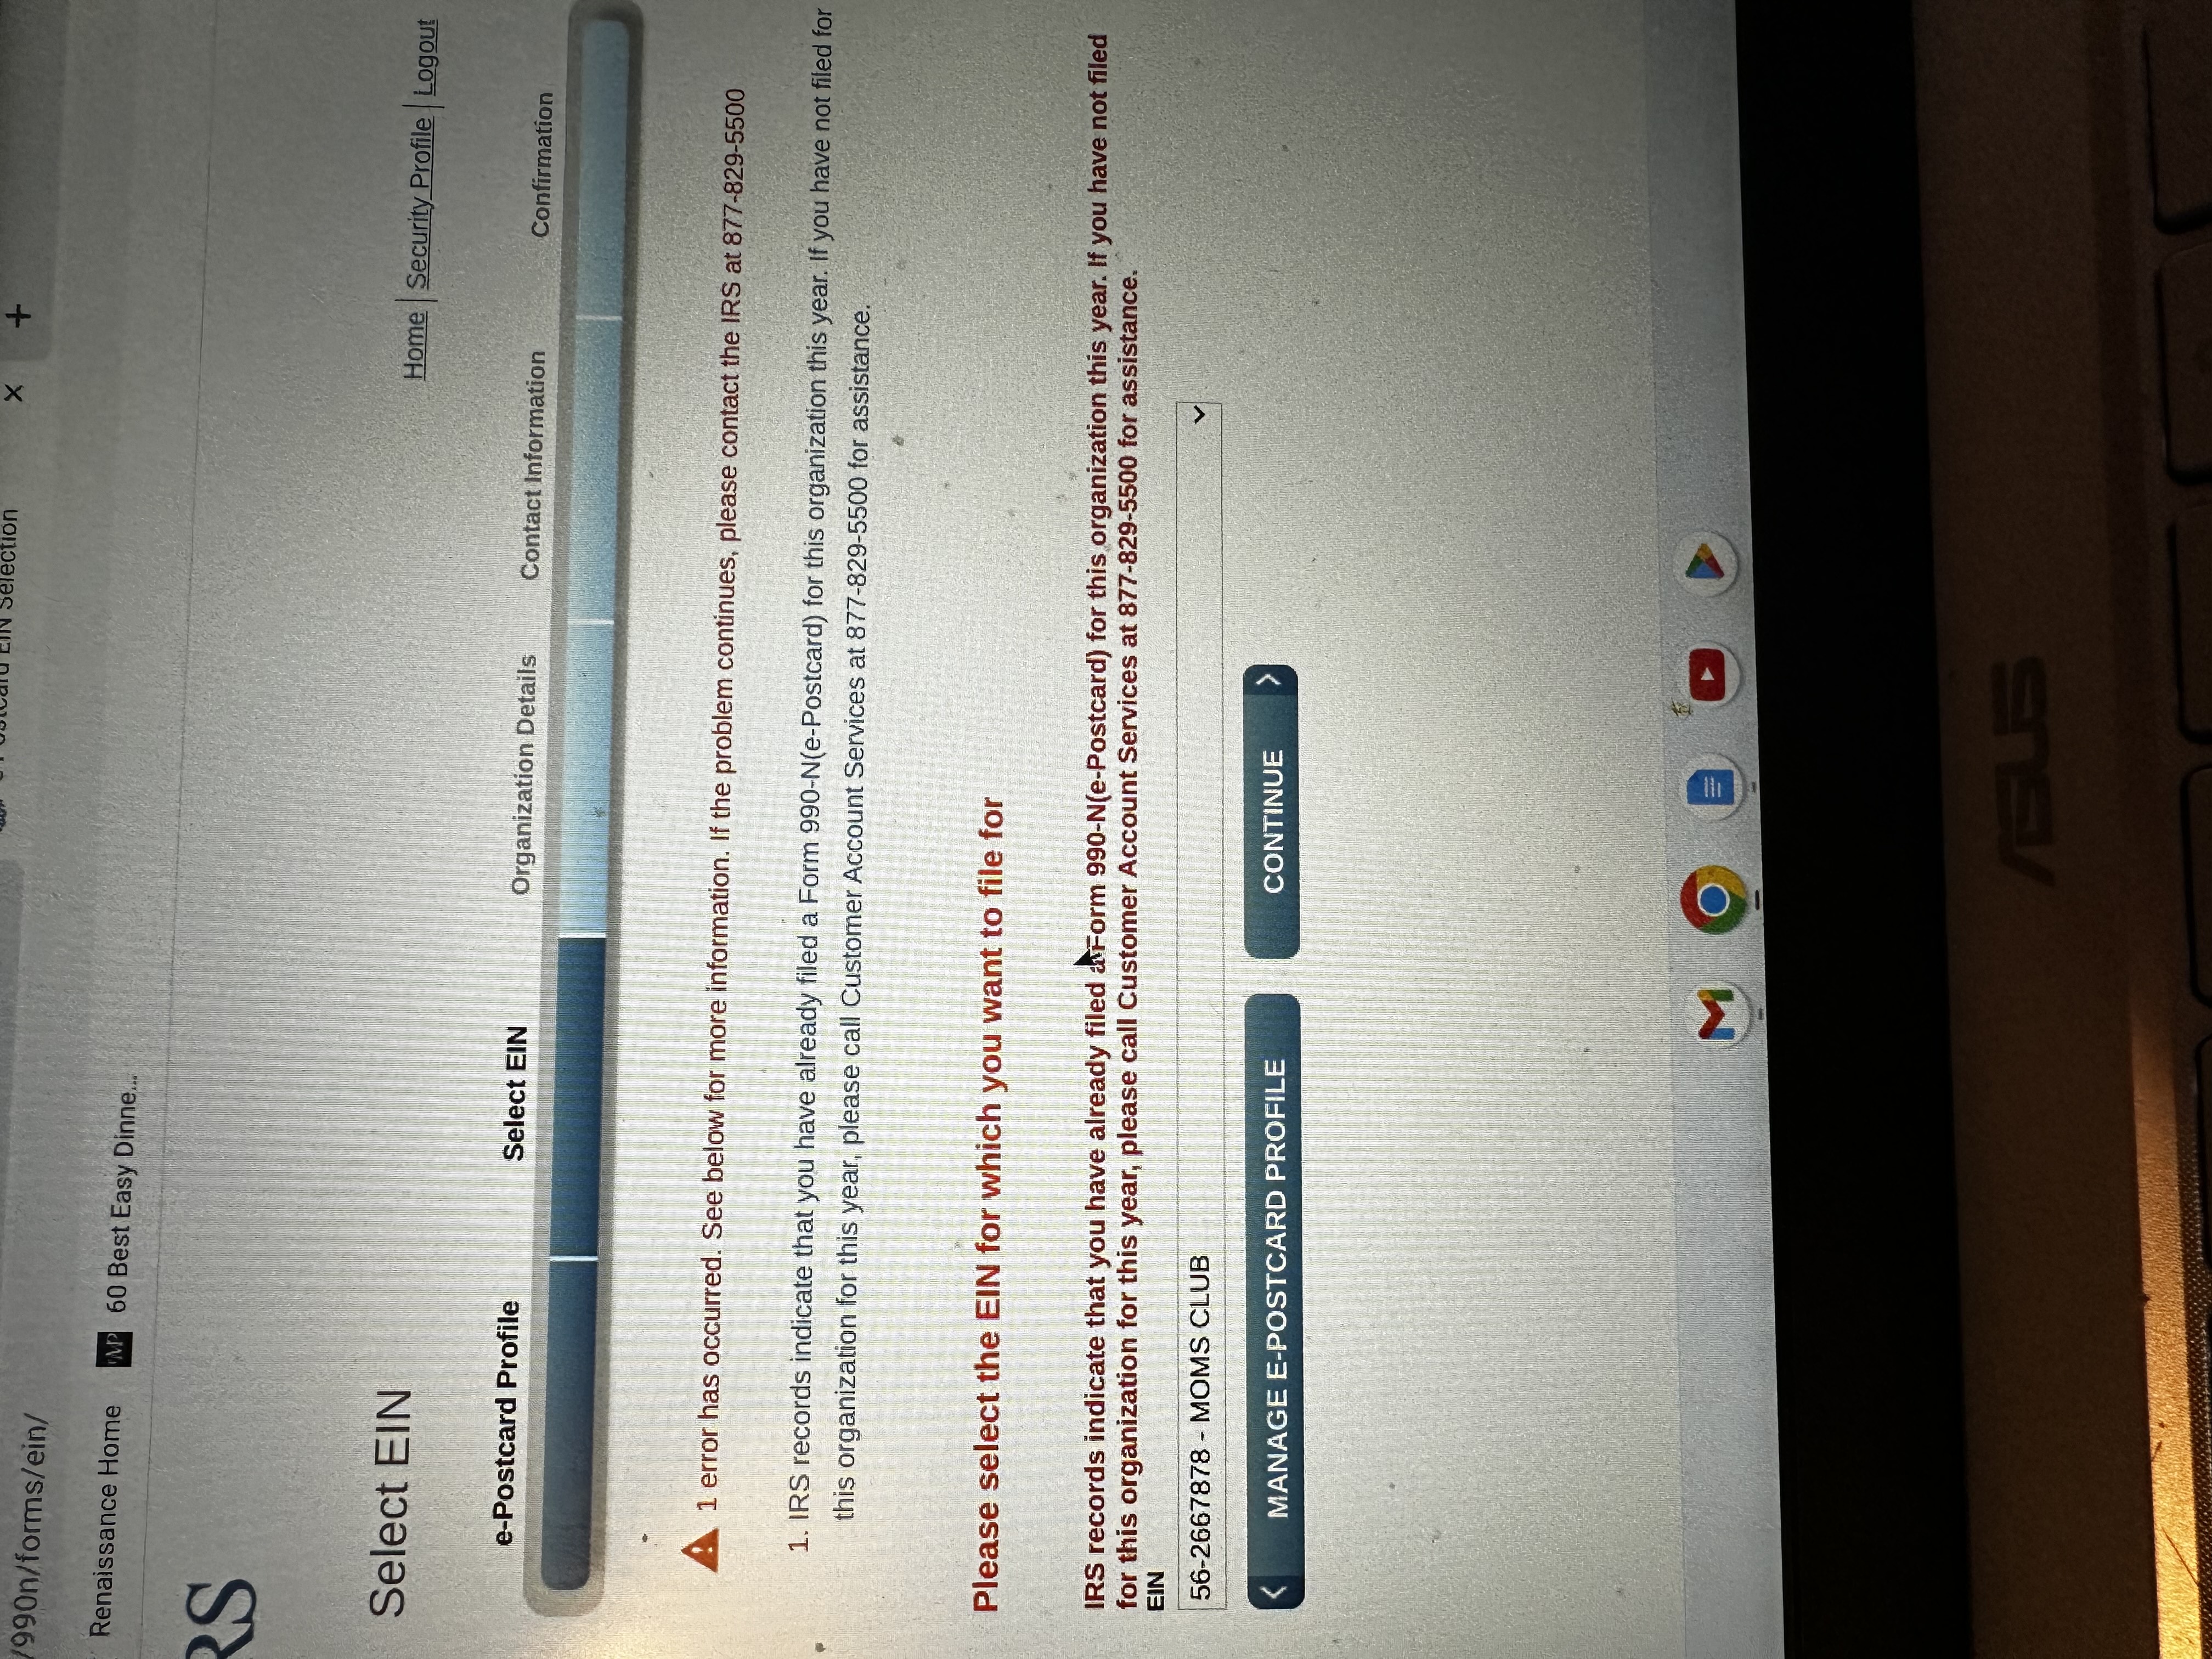 /990n/forms/ein/
EIN Selection
Renaissance Home
60 Best Easy Dinne...
RS
Select EIN
Home | Security Profile | Logout
e-Postcard Profile
Select EIN
Organization Details
Contact Information
Confirmation
1 error has occurred. See below for more information. If the problem continues, please contact the IRS at 877-829-5500
1. IRS records indicate that you have already filed a Form 990-N(e-Postcard) for this organization this year. If you have not filed for
this organization for this year, please call Customer Account Services at 877-829-5500 for assistance.
Please select the EIN for which you want to file for
IRS records indicate that you have already filed a Form 990-N(e-Postcard) for this organization this year. If you have not filed
for this organization for this year, please call Customer Account Services at 877-829-5500 for assistance.
EIN
56-2667878 - MOMS CLUB
MANAGE E-POSTCARD PROFILE
CONTINUE
ASUS